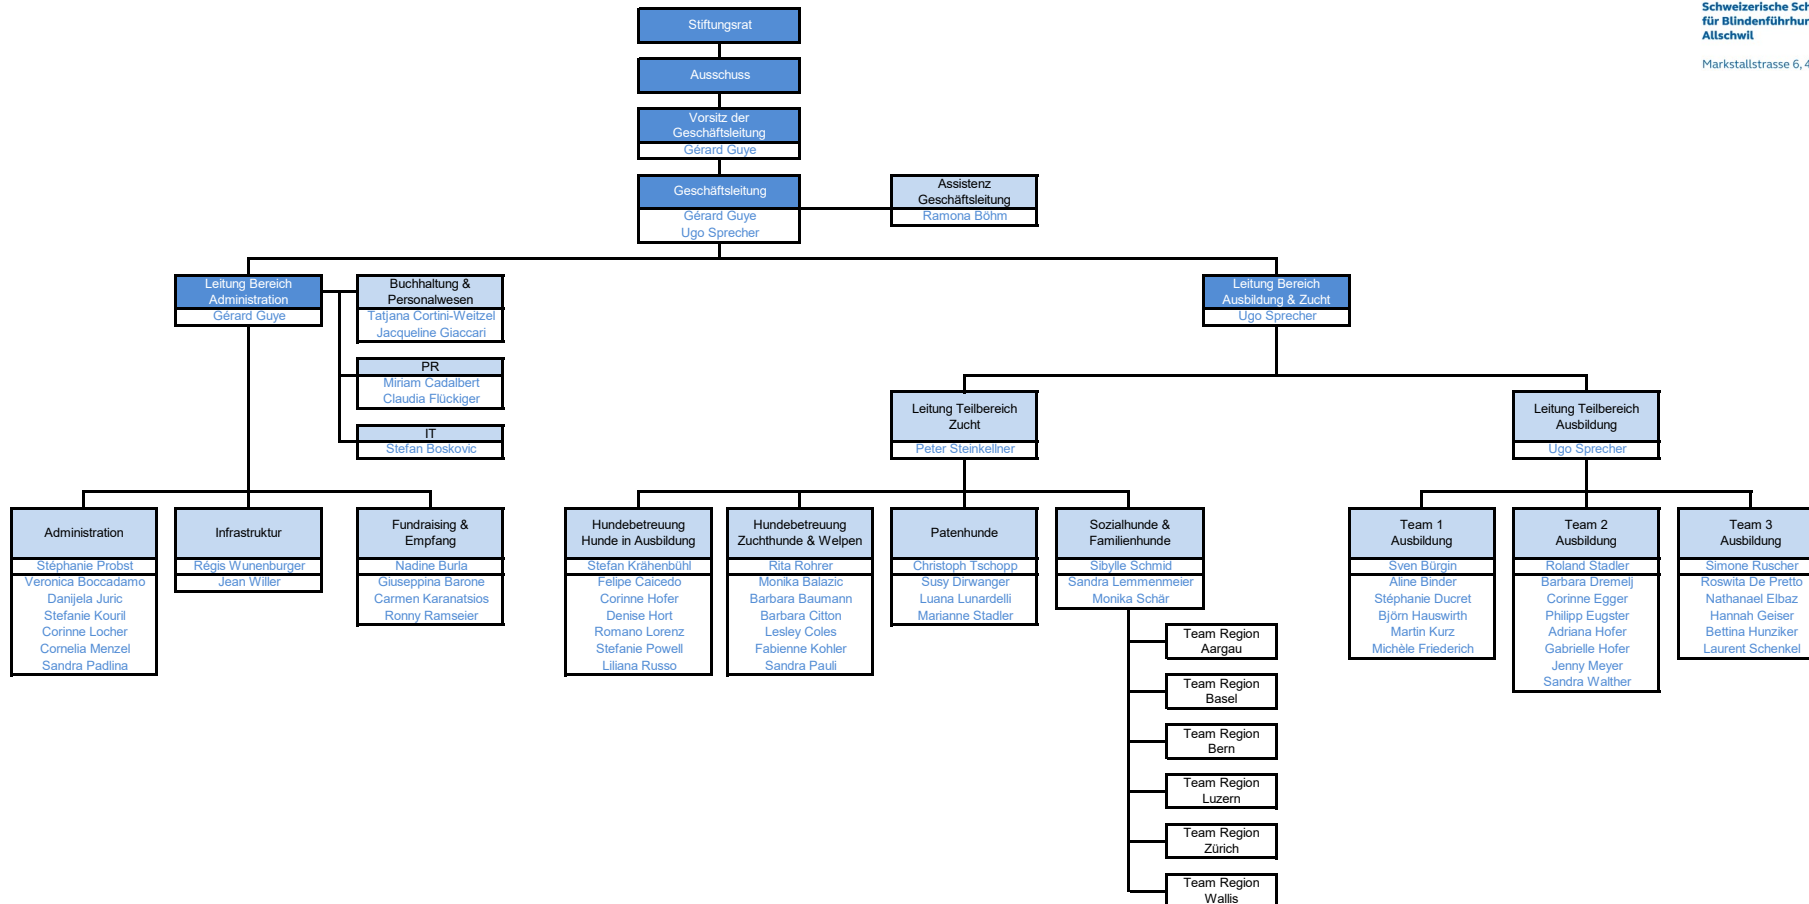 Schweizerische
für
Allschwil
Markstallstrasse 6,
Stiftungsrat
Ausschuss
Vorsitz der
Geschäftsleitung
Gérard Guye
Geschäftsleitung
Gérard Guye
Ugo Sprecher
Assistenz
Geschäftsleitung
Ramona Böhm
Leitung Bereich
Administration
Gérard Guye
Buchhaltung &
Personalwesen
Tatjana Cortini-Weitzel
Jacqueline Giaccari
PR
Miriam Cadalbert
Claudia Flückiger
IT
Stefan Boskovic
Leitung Bereich
Ausbildung & Zucht
Ugo Sprecher
Leitung Teilbereich
Zucht
Peter Steinkellner
Leitung Teilbereich
Ausbildung
Ugo Sprecher
Administration
Stéphanie Probst
Veronica Boccadamo
Danijela Juric
Stefanie Kouril
Corinne Locher
Cornelia Menzel
Sandra Padlina
Infrastruktur
Régis Wunenburger
Jean Willer
Fundraising &
Empfang
Nadine Burla
Giuseppina Barone
Carmen Karanatsios
Ronny Ramseier
Hundebetreuung
Hunde in Ausbildung
Stefan Krähenbühl
Felipe Caicedo
Corinne Hofer
Denise Hort
Romano Lorenz
Stefanie Powell
Liliana Russo
Hundebetreuung
Zuchthunde & Welpen
Rita Rohrer
Monika Balazic
Barbara Baumann
Barbara Citton
Lesley Coles
Fabienne Kohler
Sandra Pauli
Patenhunde
Christoph Tschopp
Susy Dirwanger
Luana Lunardelli
Marianne Stadler
Sozialhunde &
Familienhunde
Sibylle Schmid
Sandra Lemmenmeier
Monika Schär
Team Region
Aargau
Team Region
Basel
Team Region
Bern
Team Region
Luzern
Team Region
Zürich
Team Region
Wallis
Team 1
Ausbildung
Sven Bürgin
Aline Binder
Stéphanie Ducret
Björn Hauswirth
Martin Kurz
Michèle Friederich
Team 2
Ausbildung
Roland Stadler
Barbara Dremelj
Corinne Egger
Philipp Eugster
Adriana Hofer
Gabrielle Hofer
Jenny Meyer
Sandra Walther
Team 3
Ausbildung
Simone Ruscher
Roswita De Pretto
Nathanael Elbaz
Hannah Geiser
Bettina Hunziker
Laurent Schenkel